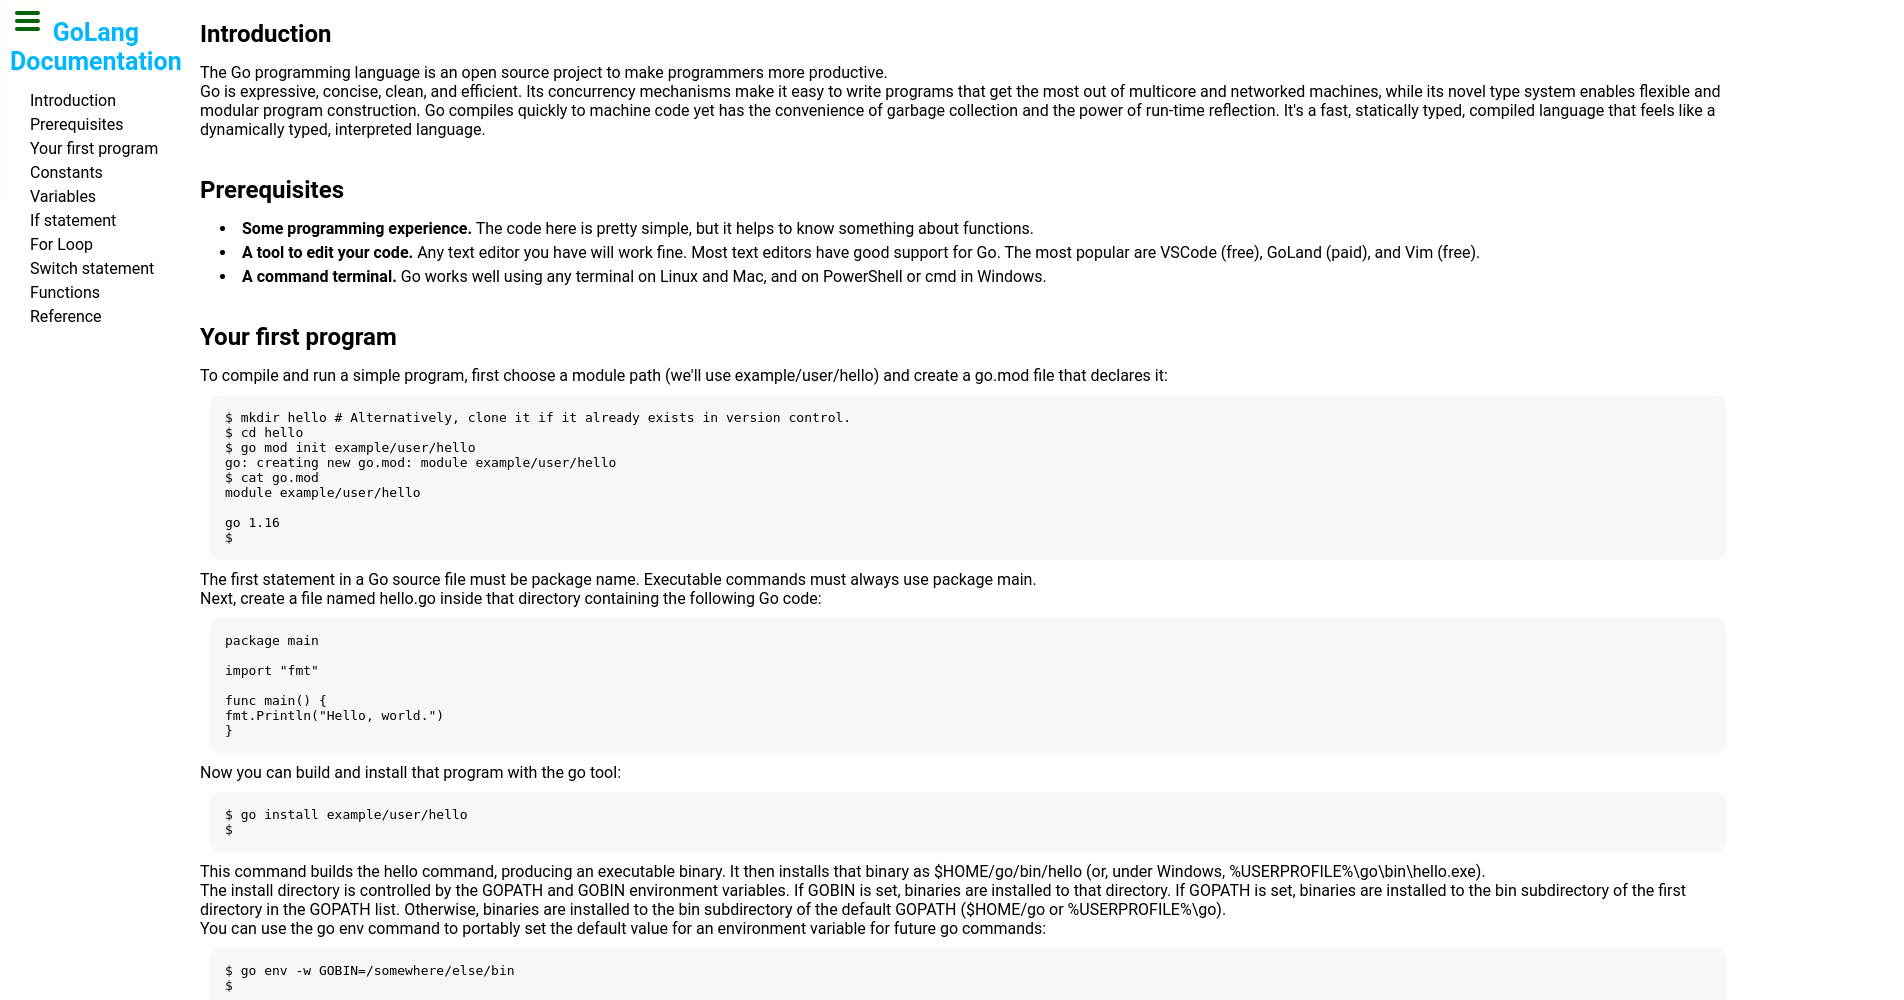 GoLang
Documentation
Introduction
Prerequisites
Your first program
Constants
Variables
If statement
For Loop
Switch statement
Functions
Reference
Introduction
The Go programming language is an open source project to make programmers more productive.
Go is expressive, concise, clean, and efficient. Its concurrency mechanisms make it easy to write programs that get the most out of multicore and networked machines, while its novel type system enables flexible and
modular program construction. Go compiles quickly to machine code yet has the convenience of garbage collection and the power of run-time reflection. It's a fast, statically typed, compiled language that feels like a
dynamically typed, interpreted language.
Prerequisites
• Some programming experience. The code here is pretty simple, but it helps to know something about functions.
• A tool to edit your code. Any text editor you have will work fine. Most text editors have good support for Go. The most popular are VSCode (free), GoLand (paid), and Vim (free).
• A command terminal. Go works well using any terminal on Linux and Mac, and on PowerShell or cmd in Windows.
Your first program
To compile and run a simple program, first choose a module path (we'll use example/user/hello) and create a go.mod file that declares it:
$ mkdir hello # Alternatively, clone it if it already exists in version control.
$ cd hello
$ go mod init example/user/hello
go: creating new go.mod: module example/user/hello
$ cat go.mod
module example/user/hello
go 1.16
$
The first statement in a Go source file must be package name. Executable commands must always use package main.
Next, create a file named hello.go inside that directory containing the following Go code:
package main
import "fmt"
func main() {
fmt.Println("Hello, world.")
}
Now you can build and install that program with the go tool:
$ go install example/user/hello
$
This command builds the hello command, producing an executable binary. It then installs that binary as $HOME/go/bin/hello (or, under Windows, %USERPROFILE%\go\bin\hello.exe).
The install directory is controlled by the GOPATH and GOBIN environment variables. If GOBIN is set, binaries are installed to that directory. If GOPATH is set, binaries are installed to the bin subdirectory of the first
directory in the GOPATH list. Otherwise, binaries are installed to the bin subdirectory of the default GOPATH ($HOME/go or %USERPROFILE%\go).
You can use the go env command to portably set the default value for an environment variable for future go commands:
$ go env -w GOBIN=/somewhere/else/bin
$